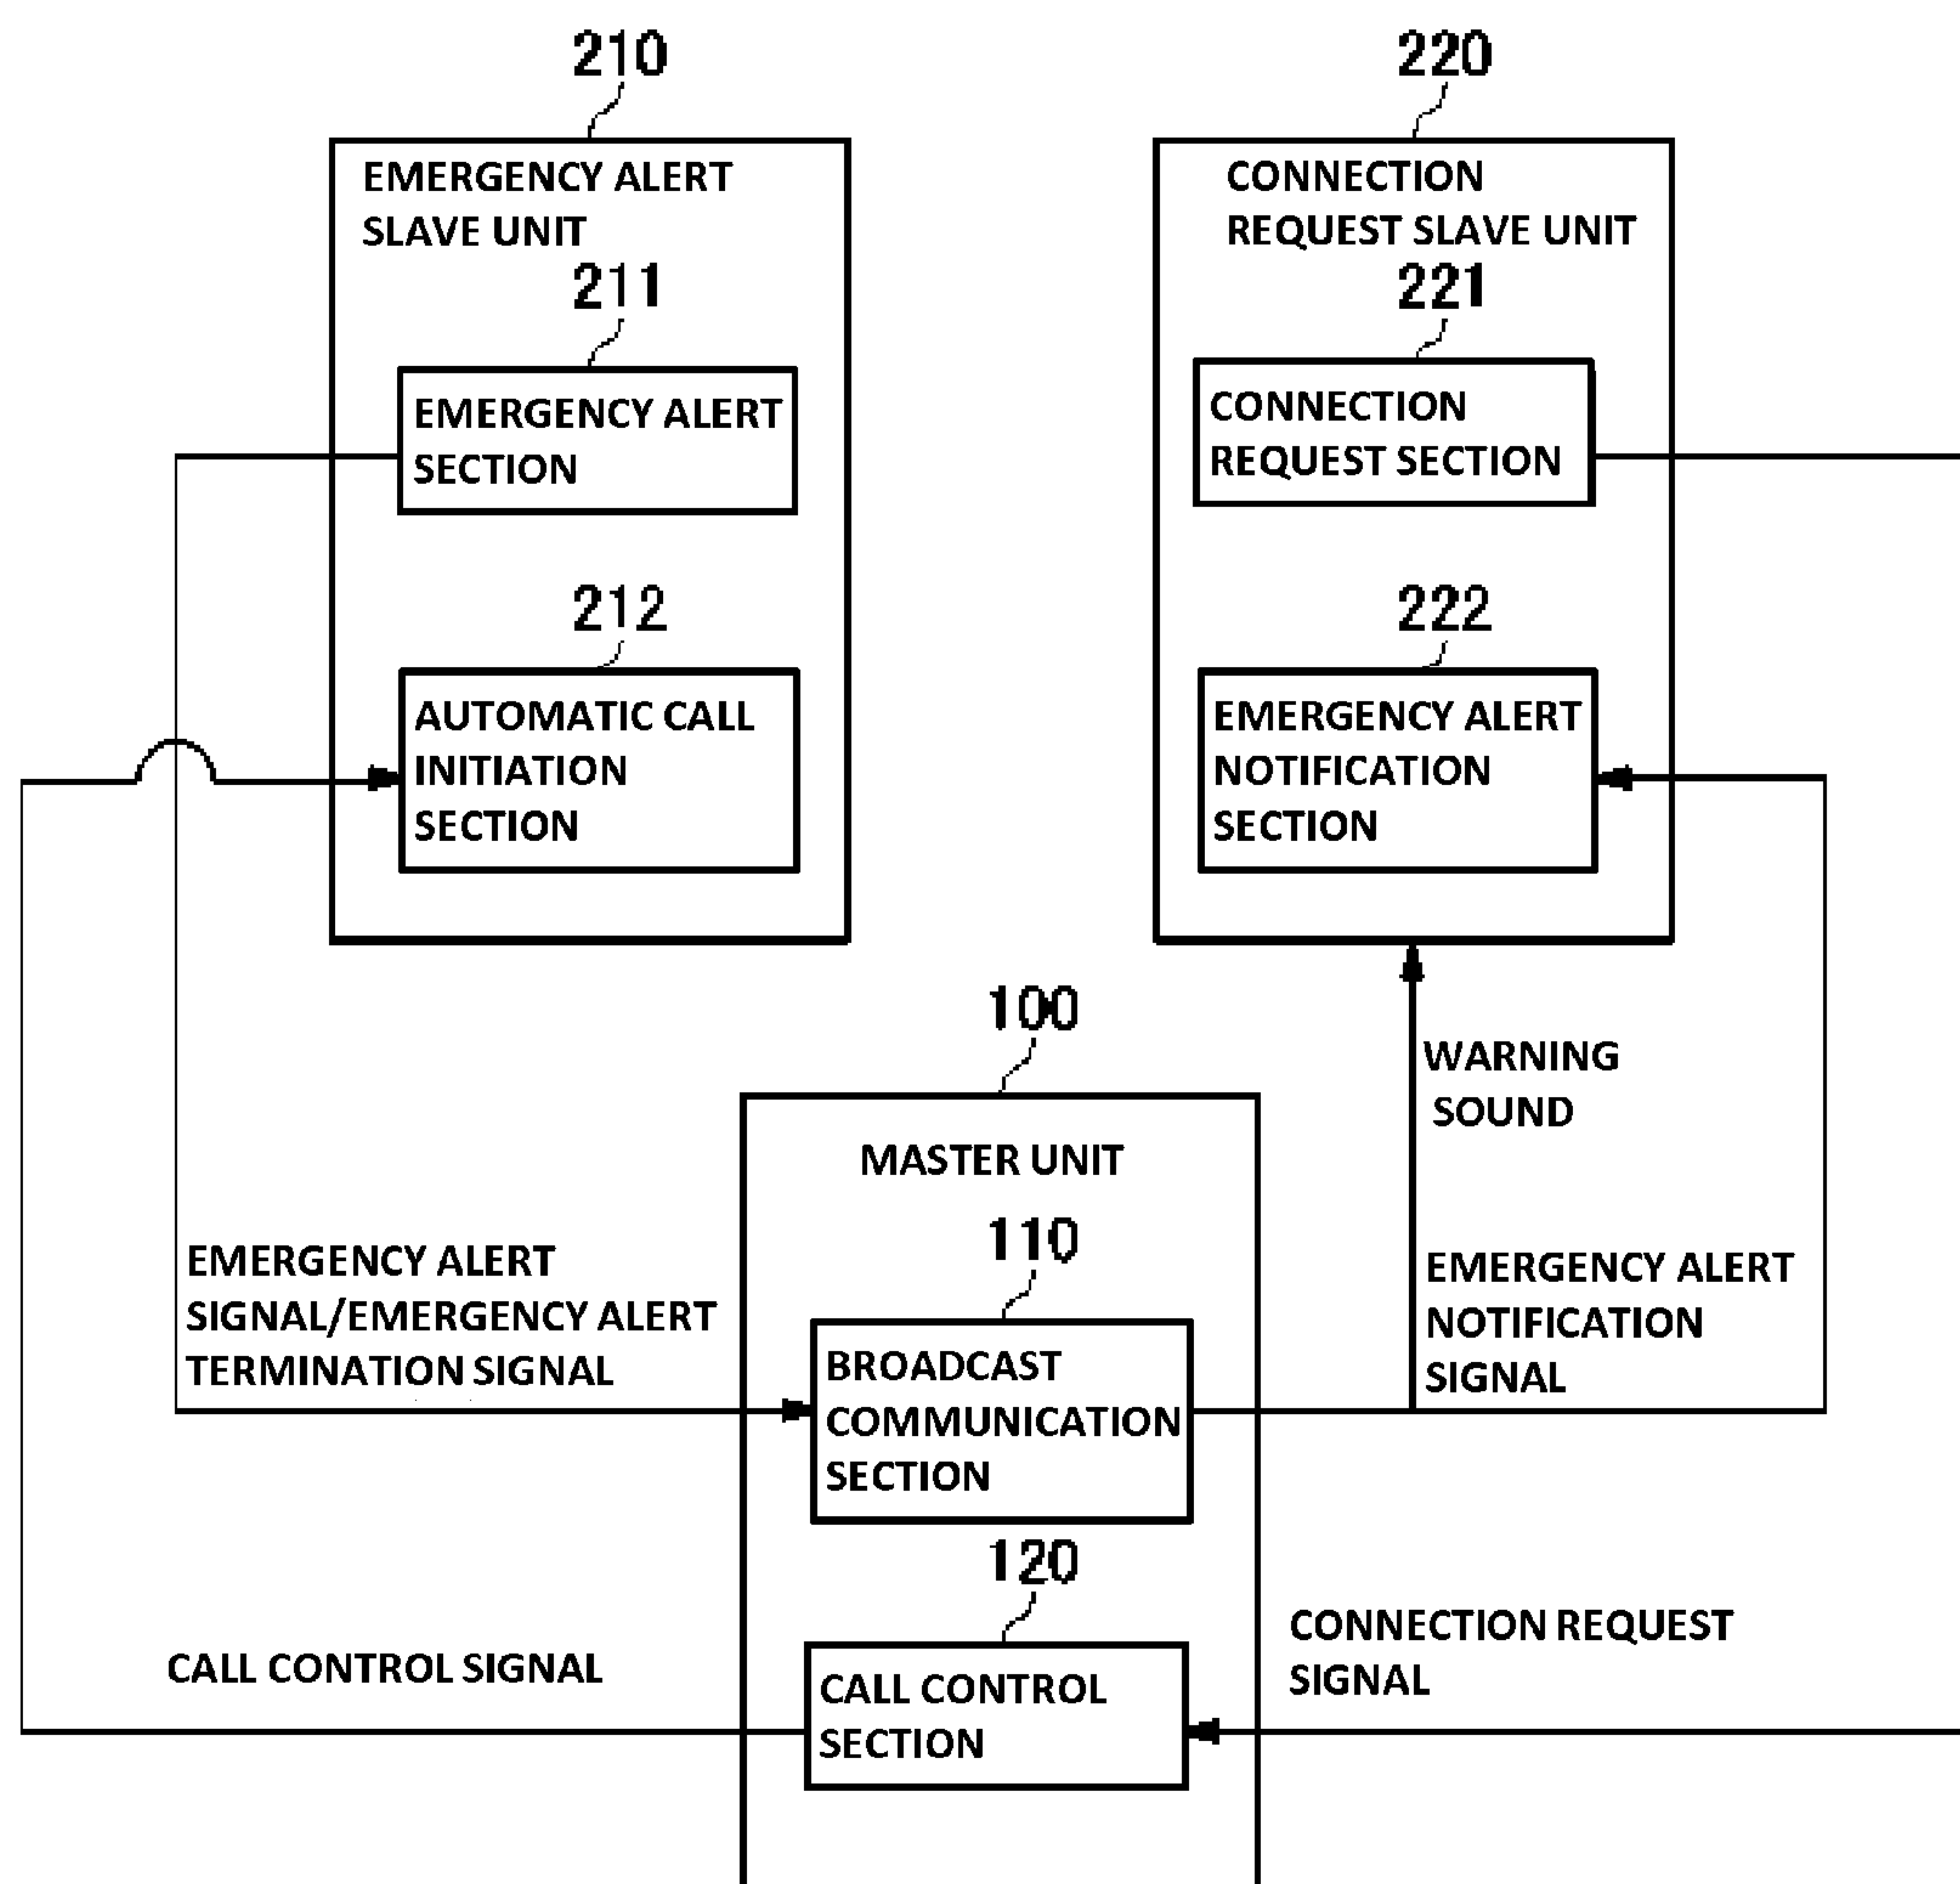 210
EMERGENCY ALERT
SLAVE UNIT
211
EMERGENCY ALERT
SECTION
212
AUTOMATIC CALL
INITIATION
SECTION
220
CONNECTION
REQUEST SLAVE UNIT
221
CONNECTION
REQUEST SECTION
222
EMERGENCY ALERT
NOTIFICATION
SECTION
100
MASTER UNIT
WARNING
SOUND
110
BROADCAST
COMMUNICATION
SECTION
EMERGENCY ALERT
SIGNAL/EMERGENCY ALERT
TERMINATION SIGNAL
EMERGENCY ALERT
NOTIFICATION
SIGNAL
120
CALL CONTROL
SECTION
CALL CONTROL SIGNAL
CONNECTION REQUEST
SIGNAL